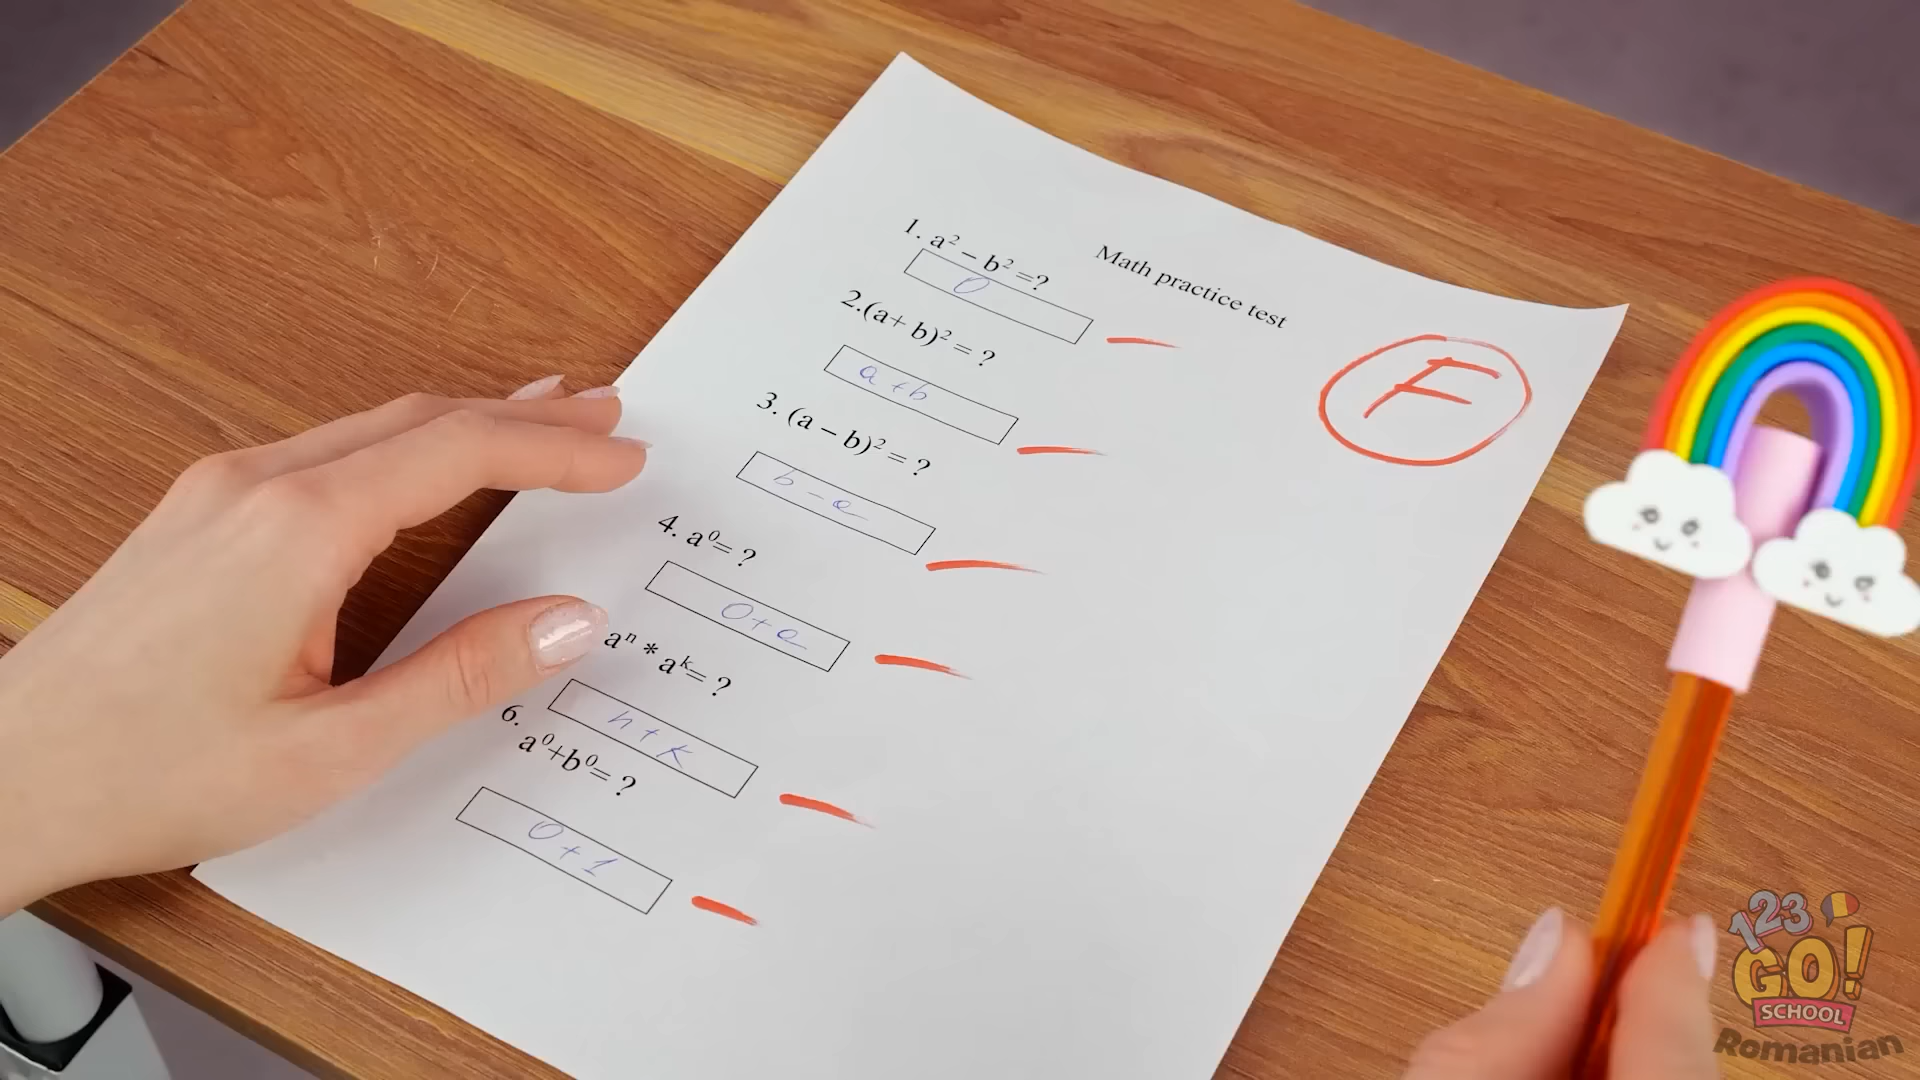 Math practice test
1. a² − b² =?
0
2.(a+ b)² = ?
a + b
3. (a − b)² = ?
b - a
4. a⁰= ?
0 + a
aⁿ * aᵏ= ?
n + k
6.
a⁰+b⁰= ?
0 + 1
F
123
GO!
SCHOOL
Romanian